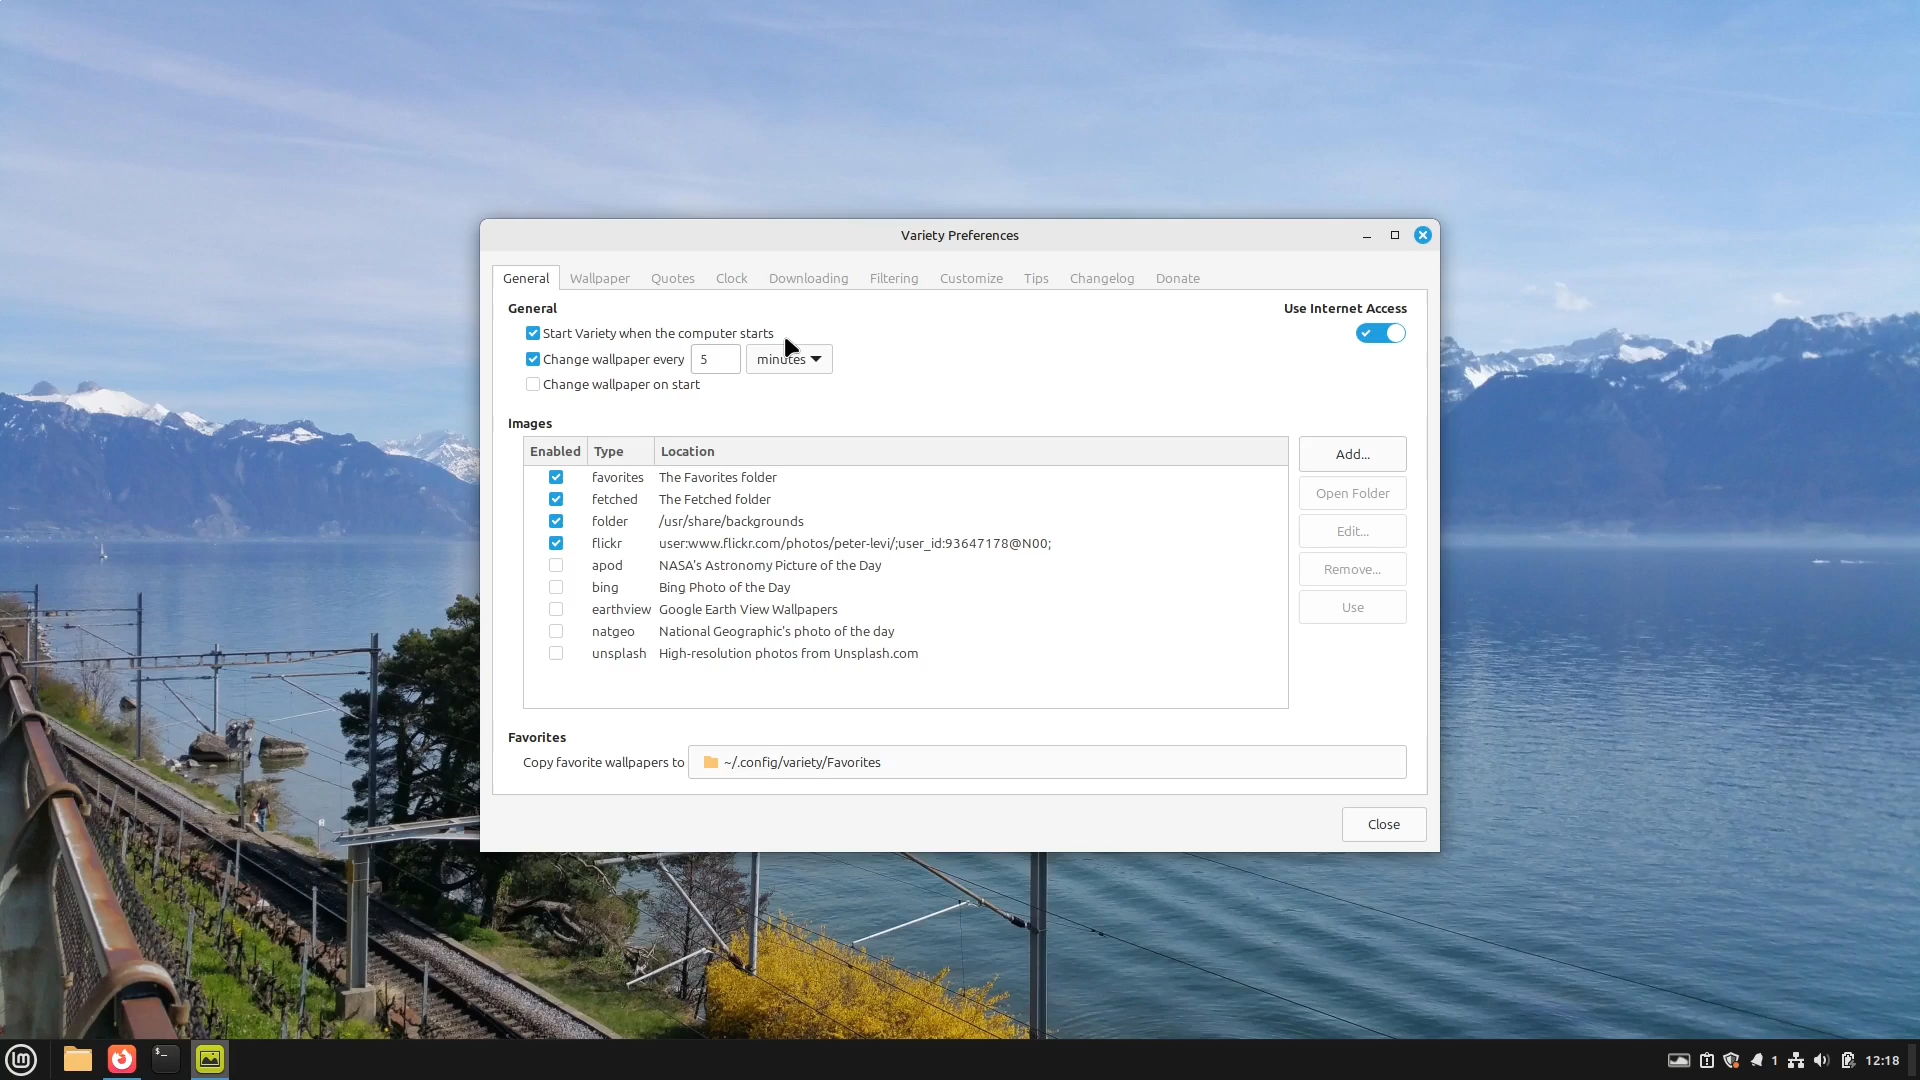 Variety Preferences
General Wallpaper Quotes Clock Downloading Filtering Customize Tips Changelog Donate
General Use Internet Access
Start Variety when the computer starts
Change wallpaper every 5 minutes
Change wallpaper on start
Images
Enabled Type Location
Add...
favorites The Favorites folder
fetched The Fetched folder
Open Folder
folder /usr/share/backgrounds
Edit...
flickr user:www.flickr.com/photos/peter-levi/;user_id:93647178@N00;
apod NASA's Astronomy Picture of the Day
Remove...
bing Bing Photo of the Day
earthview Google Earth View Wallpapers
Use
natgeo National Geographic's photo of the day
unsplash High-resolution photos from Unsplash.com
Favorites
Copy favorite wallpapers to ~/.config/variety/Favorites
Close
lm $_ 1 12:18